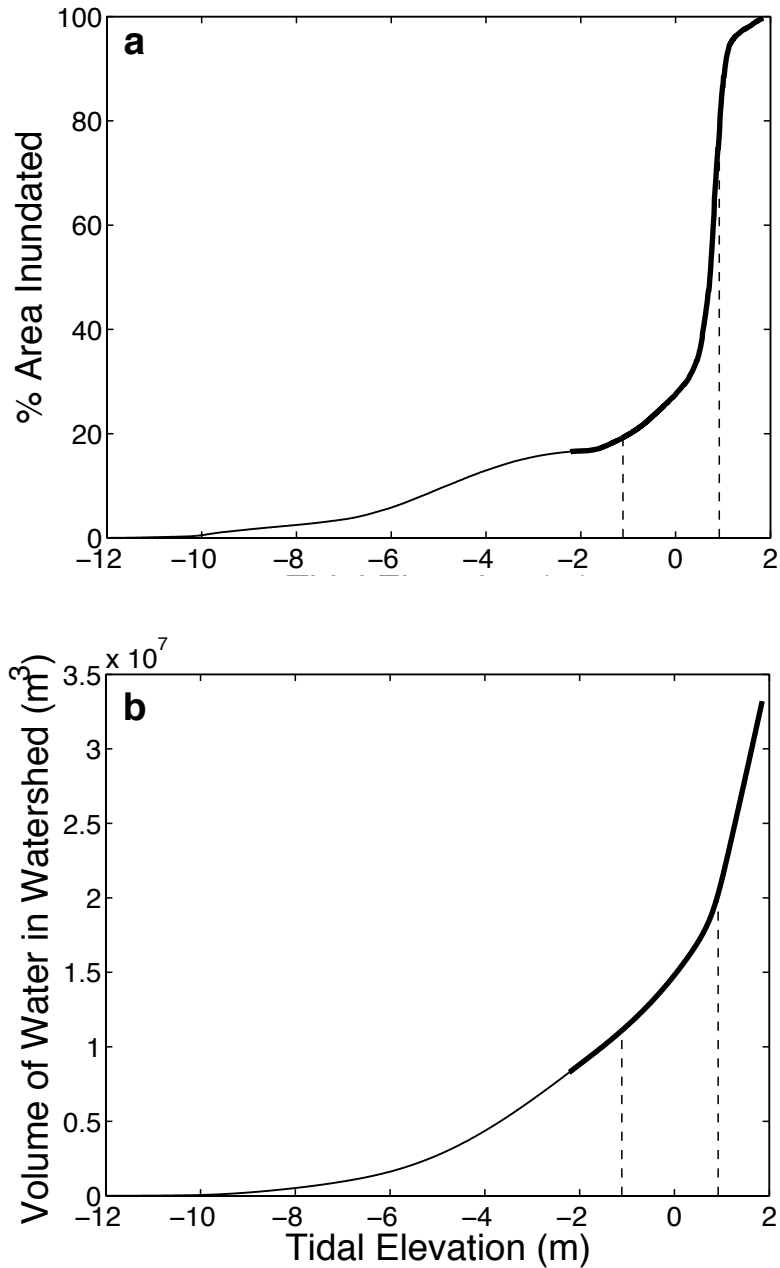 a
% Area Inundated
100
80
60
40
20
0
−12 −10 −8 −6 −4 −2 0 2
x 10^7
b
Volume of Water in Watershed (m^3)
3.5
3
2.5
2
1.5
1
0.5
0
−12 −10 −8 −6 −4 −2 0 2
Tidal Elevation (m)